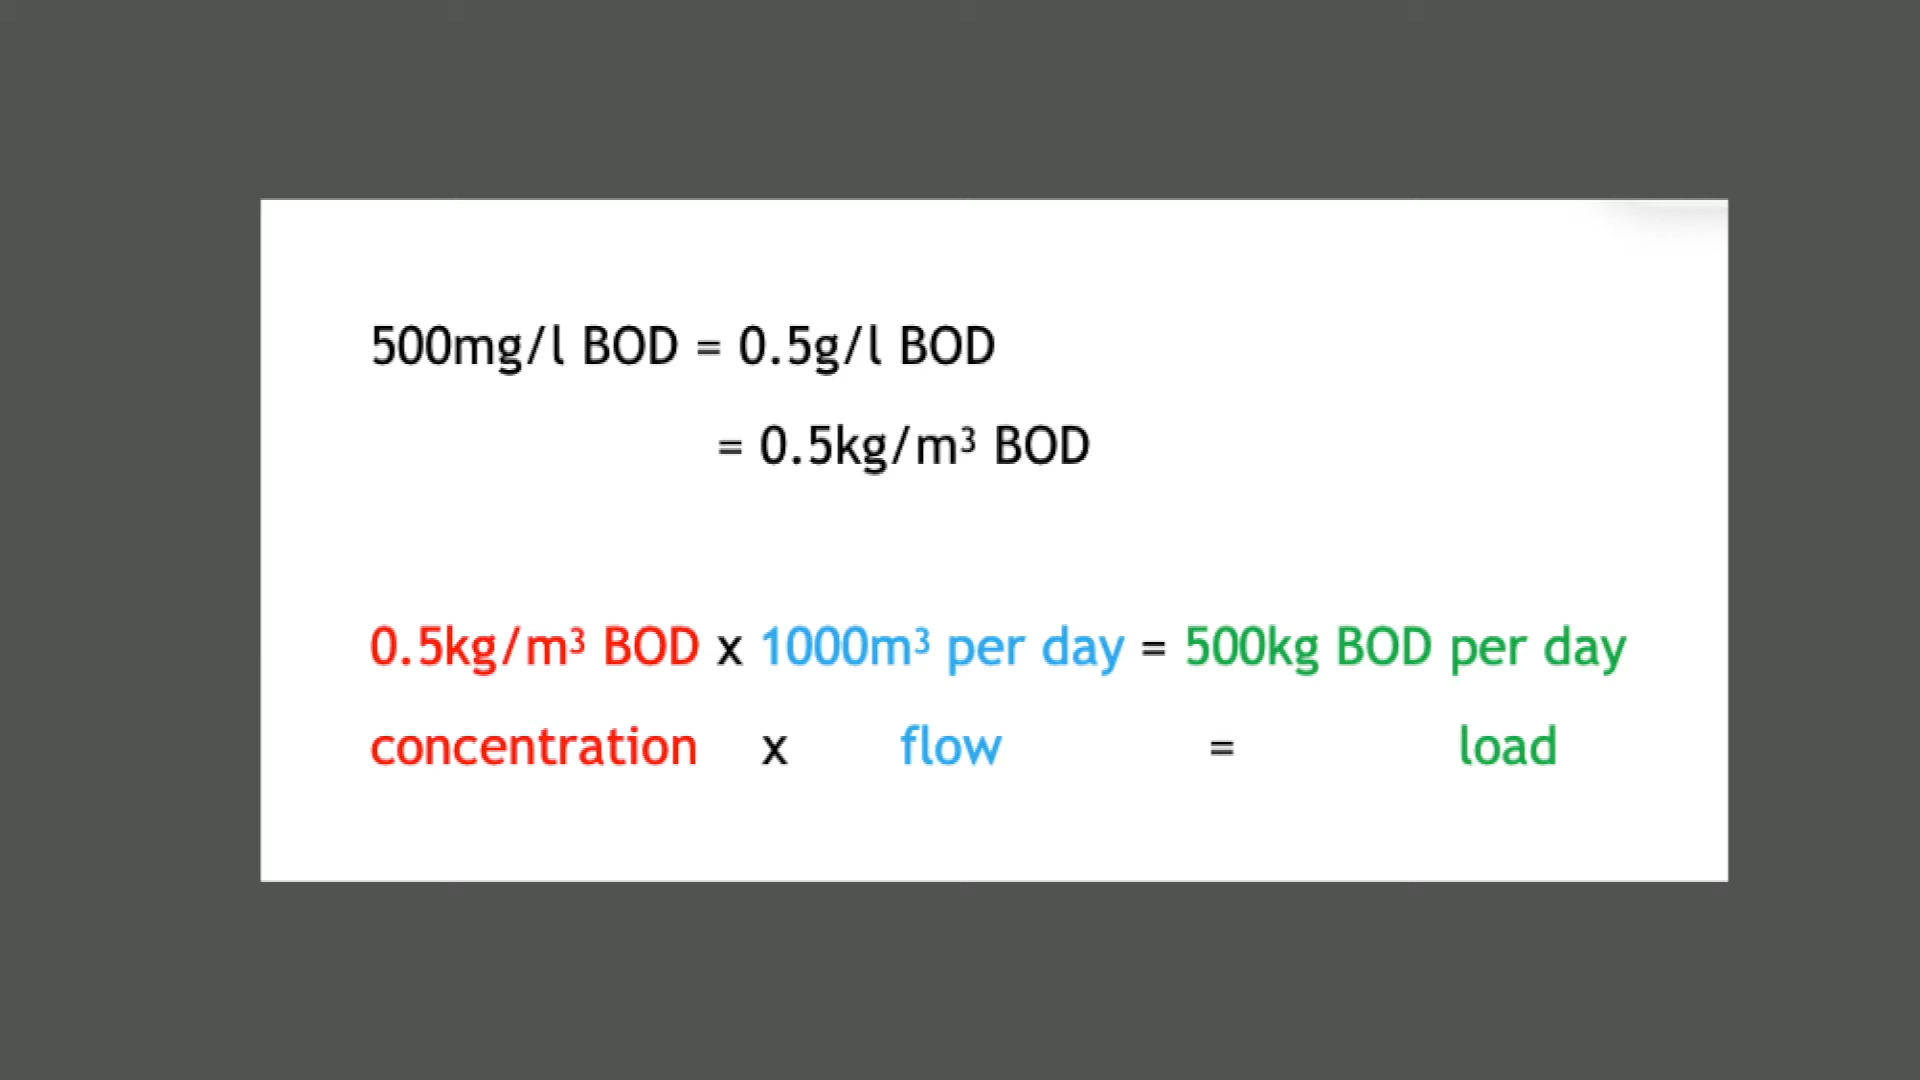 500mg/l BOD = 0.5g/l BOD
= 0.5kg/m³ BOD
0.5kg/m³ BOD x 1000m³ per day = 500kg BOD per day
concentration x flow = load